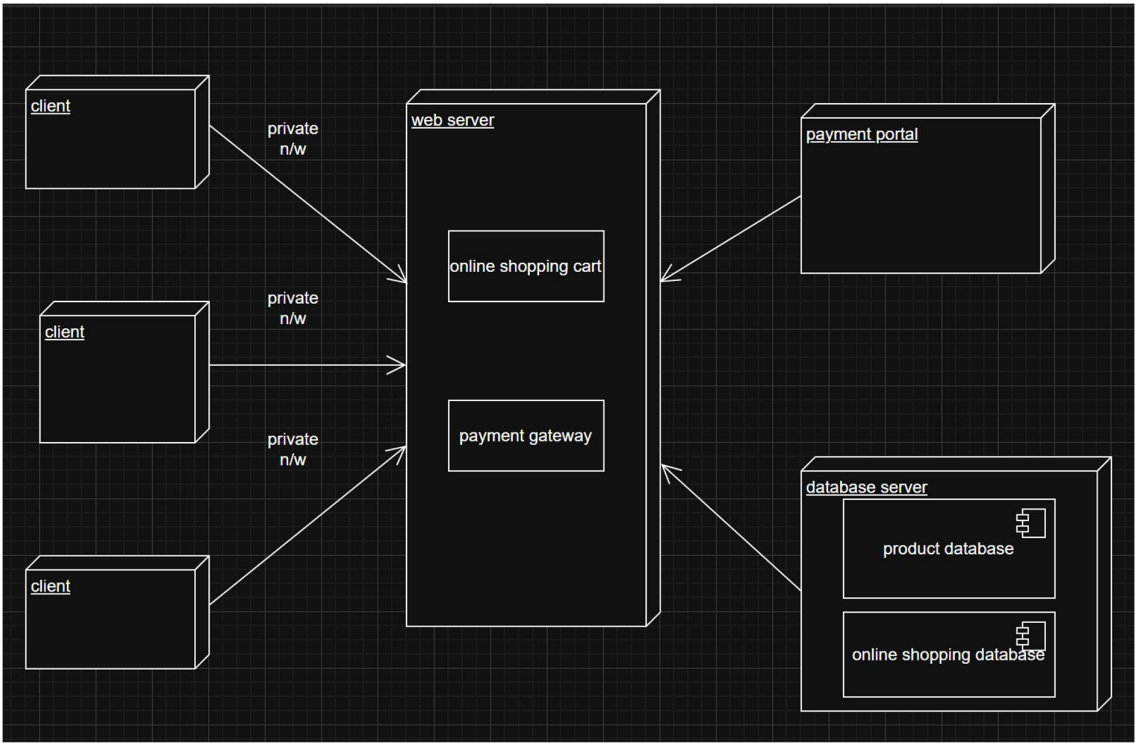 client
private
n/w
web server
payment portal
online shopping cart
client
private
n/w
payment gateway
private
n/w
database server
product database
client
online shopping database